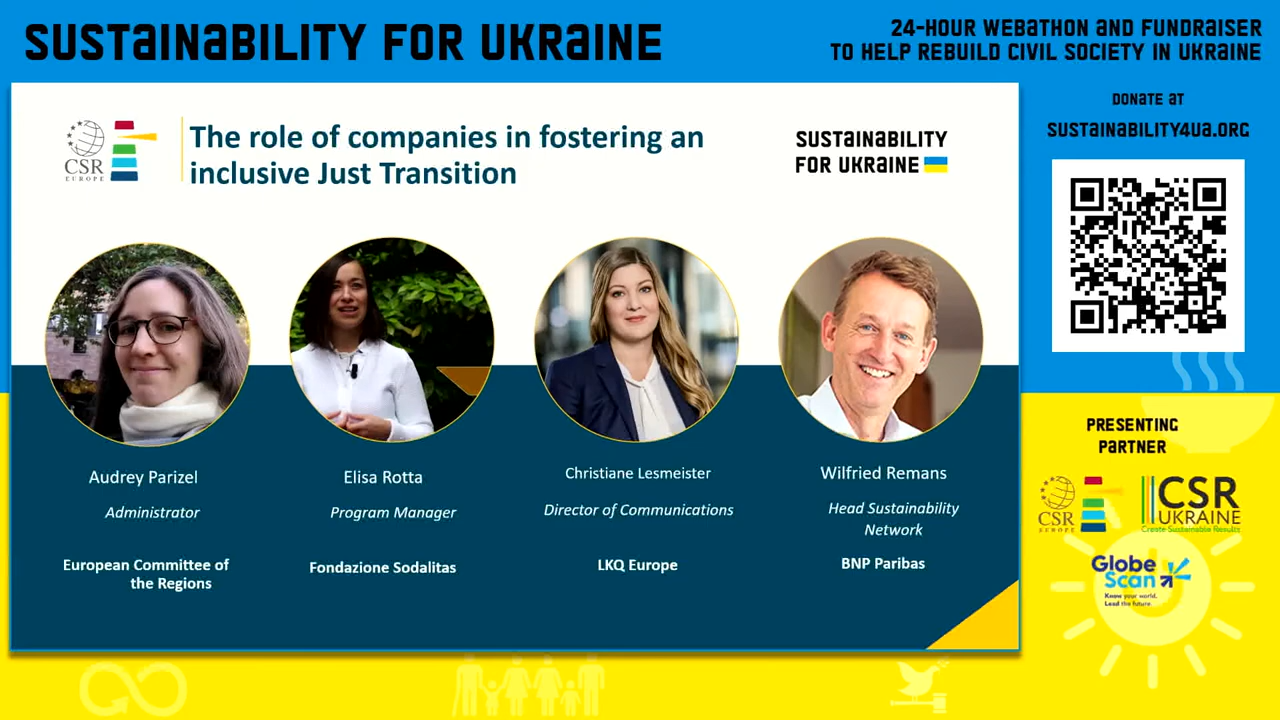 SUSTAINABILITY FOR UKRAINE
24-HOUR WEBATHON AND FUNDRAISER
TO HELP REBUILD CIVIL SOCIETY IN UKRAINE
CSR
EUROPE
The role of companies in fostering an
inclusive Just Transition
SUSTAINABILITY
FOR UKRAINE
Audrey Parizel
Administrator
European Committee of
the Regions
Elisa Rotta
Program Manager
Fondazione Sodalitas
Christiane Lesmeister
Director of Communications
LKQ Europe
Wilfried Remans
Head Sustainability
Network
BNP Paribas
DONATE AT
SUSTAINABILITY4UA.ORG
PRESENTING
PARTNER
CSR
EUROPE
CSR
UKRAINE
Create Sustainable Results
Globe
Scan
Know your world.
Lead the future.